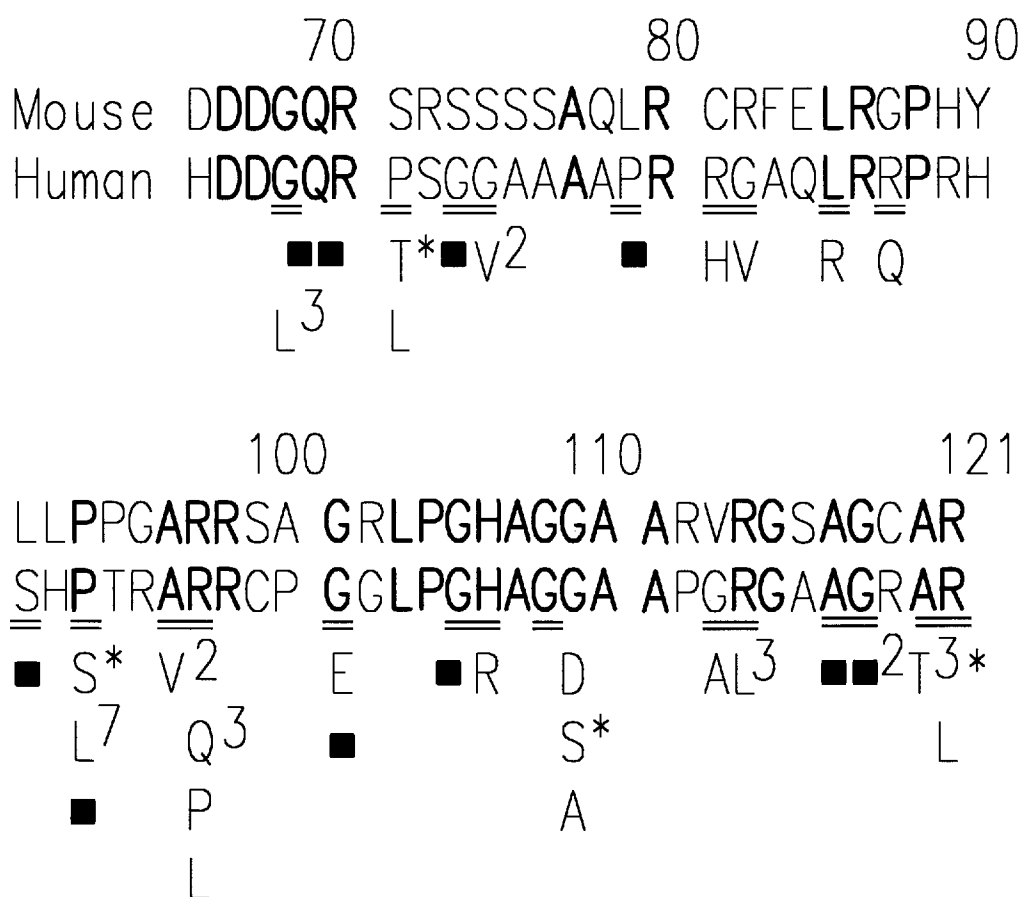 70 80 90
Mouse DDDGQR SRSSSSAQLR CRFELRGPHY
Human HDDGQR PSGGAAAAPR RGAQLRRPRH
■■ T*■V2 ■ HV R Q
L3 L
100 110 121
LLPPGARRSA GRLPGHAGGA ARVRGSAGCAR
SHPTRARRCP GGLPGHAGGA APGRGAAGRAR
■ S* V2 E ■R D AL3 ■■2T3*
L7 Q3 ■ S* L
■ P A
L